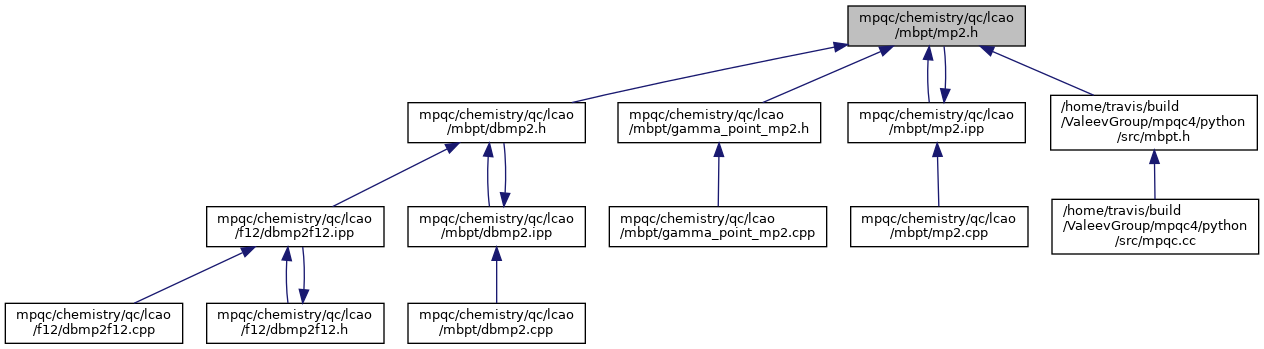 mpqc/chemistry/qc/lcao
/mbpt/mp2.h
mpqc/chemistry/qc/lcao
/mbpt/dbmp2.h
mpqc/chemistry/qc/lcao
/mbpt/gamma_point_mp2.h
mpqc/chemistry/qc/lcao
/mbpt/mp2.ipp
/home/travis/build
/ValeevGroup/mpqc4/python
/src/mbpt.h
mpqc/chemistry/qc/lcao
/f12/dbmp2f12.ipp
mpqc/chemistry/qc/lcao
/mbpt/dbmp2.ipp
mpqc/chemistry/qc/lcao
/mbpt/gamma_point_mp2.cpp
mpqc/chemistry/qc/lcao
/mbpt/mp2.cpp
/home/travis/build
/ValeevGroup/mpqc4/python
/src/mpqc.cc
mpqc/chemistry/qc/lcao
/f12/dbmp2f12.cpp
mpqc/chemistry/qc/lcao
/f12/dbmp2f12.h
mpqc/chemistry/qc/lcao
/mbpt/dbmp2.cpp